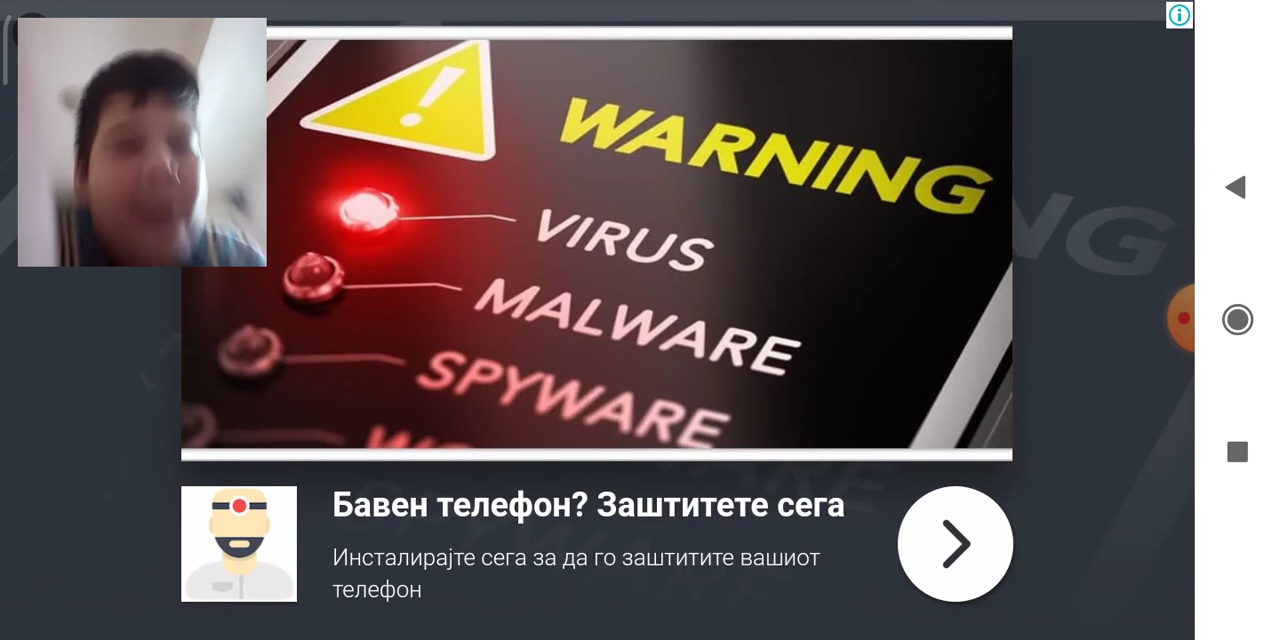 WARNING
VIRUS
MALWARE
SPYWARE
Бавен телефон? Заштитете сега
Инсталирајте сега за да го заштитите вашиот
телефон